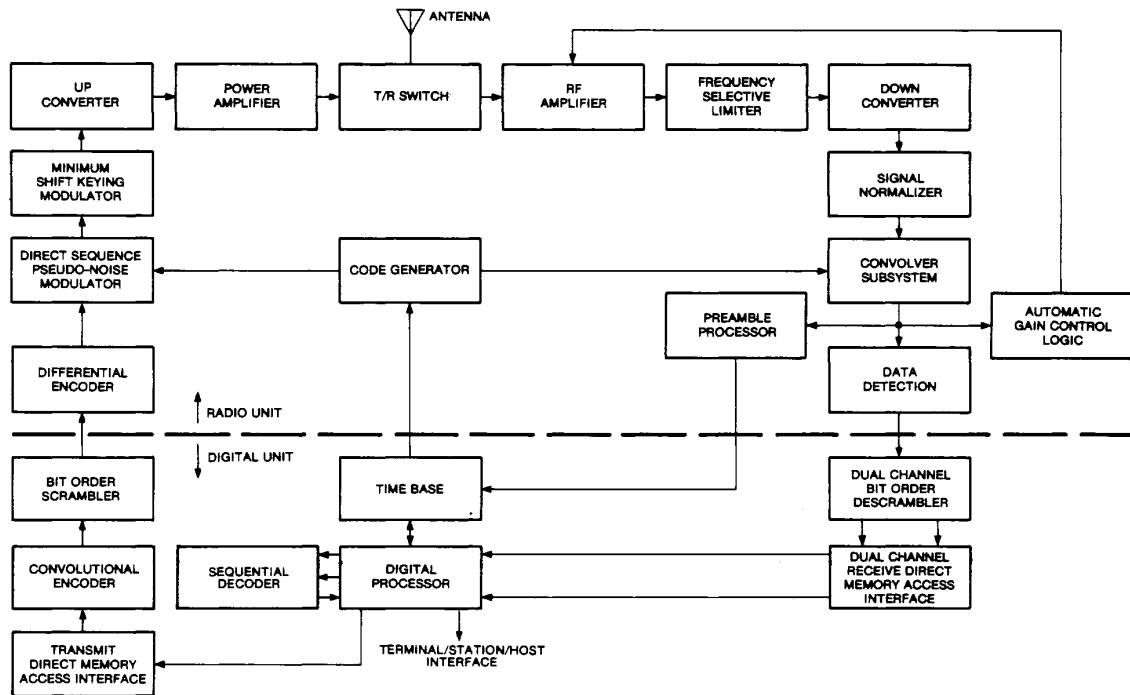 ANTENNA
UP
CONVERTER
POWER
AMPLIFIER
T/R SWITCH
RF
AMPLIFIER
FREQUENCY
SELECTIVE
LIMITER
DOWN
CONVERTER
MINIMUM
SHIFT KEYING
MODULATOR
SIGNAL
NORMALIZER
DIRECT SEQUENCE
PSEUDO-NOISE
MODULATOR
CODE GENERATOR
CONVOLVER
SUBSYSTEM
PREAMBLE
PROCESSOR
AUTOMATIC
GAIN CONTROL
LOGIC
DIFFERENTIAL
ENCODER
DATA
DETECTION
RADIO UNIT
DIGITAL UNIT
BIT ORDER
SCRAMBLER
TIME BASE
DUAL CHANNEL
BIT ORDER
DESCRAMBLER
CONVOLUTIONAL
ENCODER
SEQUENTIAL
DECODER
DIGITAL
PROCESSOR
DUAL CHANNEL
RECEIVE DIRECT
MEMORY ACCESS
INTERFACE
TRANSMIT
DIRECT MEMORY
ACCESS INTERFACE
TERMINAL/STATION/HOST
INTERFACE